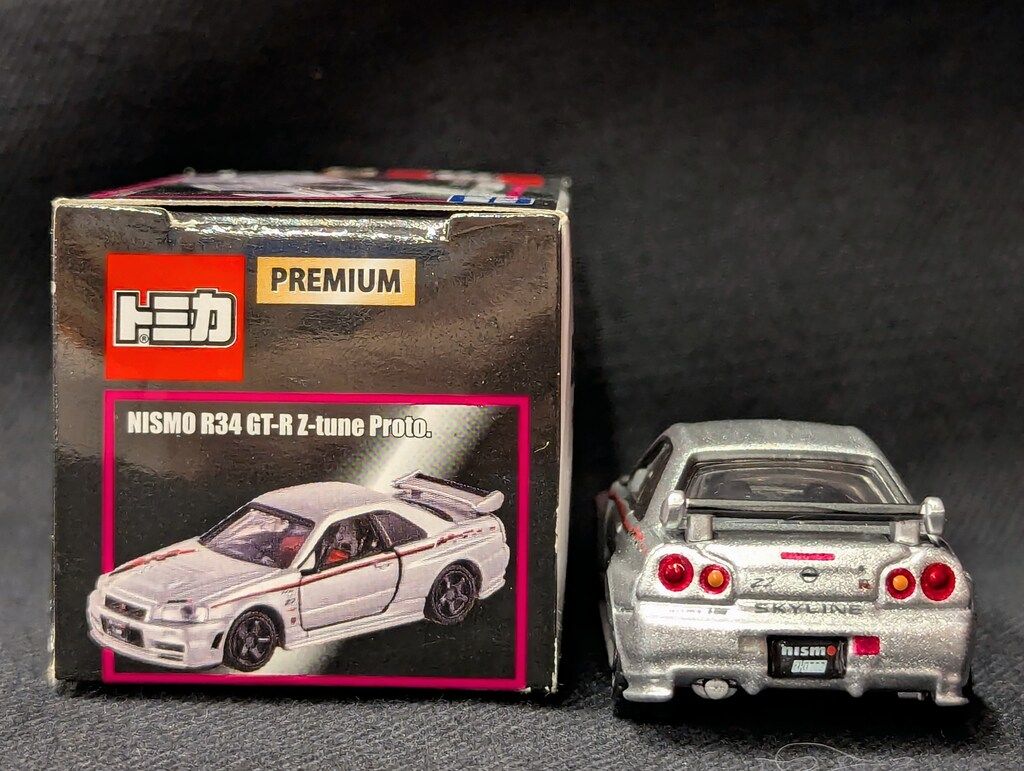 PREMIUM
トミカ
®
NISMO R34 GT-R Z-tune Proto.
Z2
SKYLINE
nismo